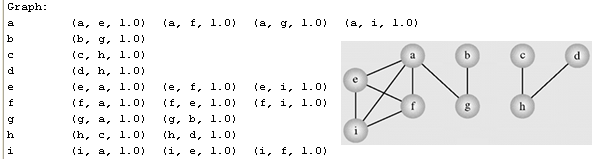 Graph:
a (a, e, 1.0) (a, f, 1.0) (a, g, 1.0) (a, i, 1.0)
b (b, g, 1.0)
c (c, h, 1.0)
d (d, h, 1.0)
e (e, a, 1.0) (e, f, 1.0) (e, i, 1.0)
f (f, a, 1.0) (f, e, 1.0) (f, i, 1.0)
g (g, a, 1.0) (g, b, 1.0)
h (h, c, 1.0) (h, d, 1.0)
i (i, a, 1.0) (i, e, 1.0) (i, f, 1.0)
a b c d
e
f g h
i